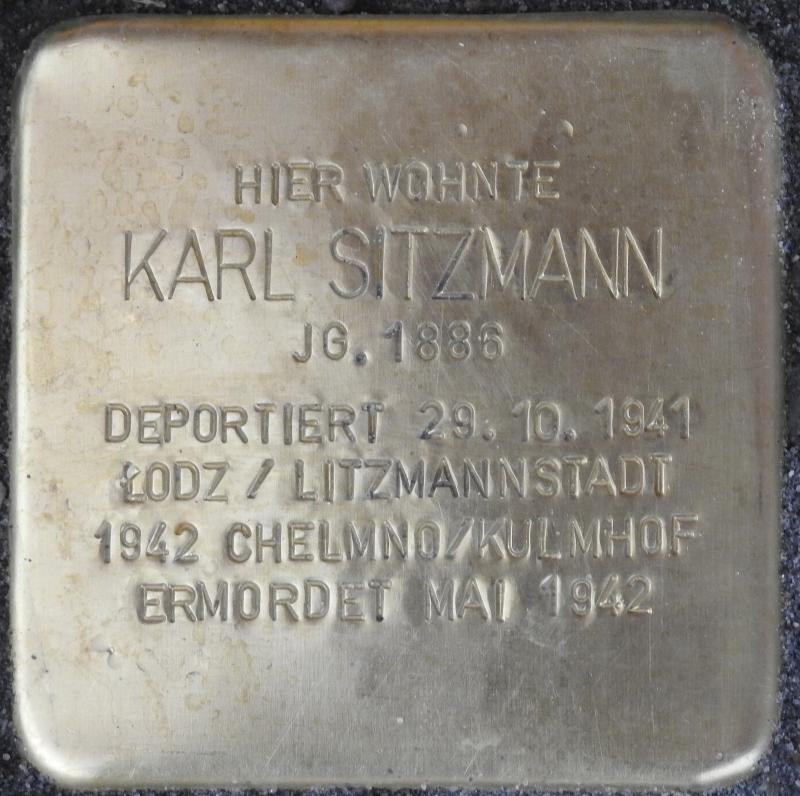 HIER WOHNTE
KARL SITZMANN
JG. 1886
DEPORTIERT 29. 10. 1941
ŁODZ / LITZMANNSTADT
1942 CHELMNO/KULMHOF
ERMORDET MAI 1942